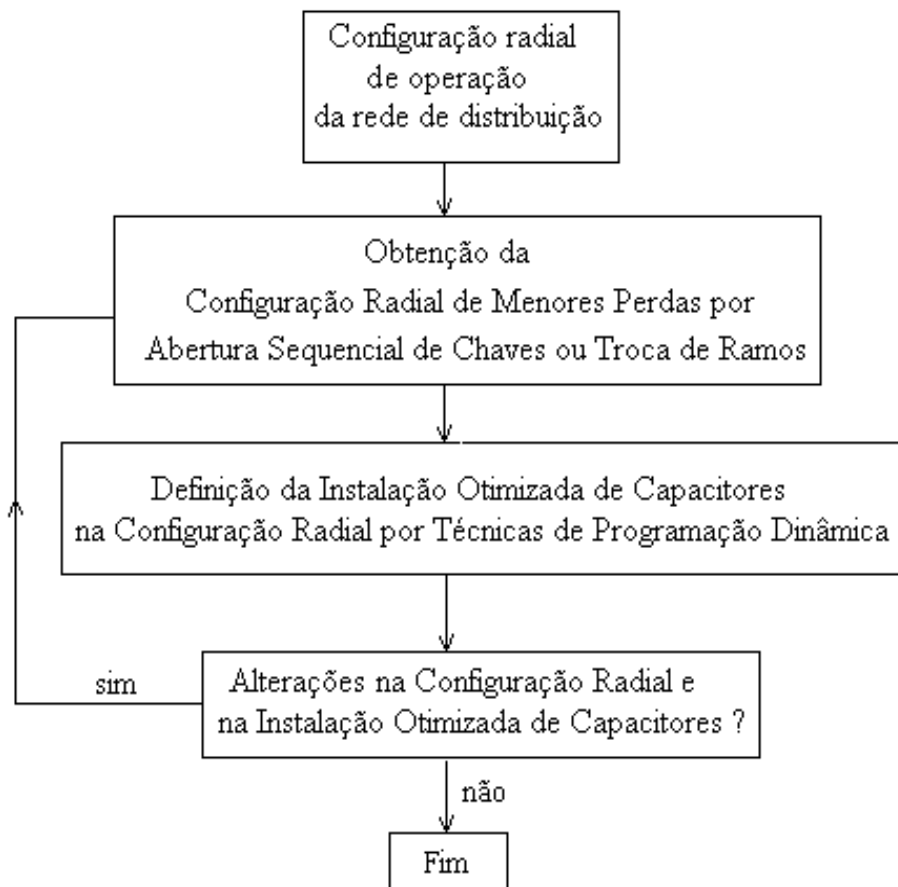 Configuração radial
de operação
da rede de distribuição
Obtenção da
Configuração Radial de Menores Perdas por
Abertura Sequencial de Chaves ou Troca de Ramos
Definição da Instalação Otimizada de Capacitores
na Configuração Radial por Técnicas de Programação Dinâmica
sim
Alterações na Configuração Radial e
na Instalação Otimizada de Capacitores ?
não
Fim